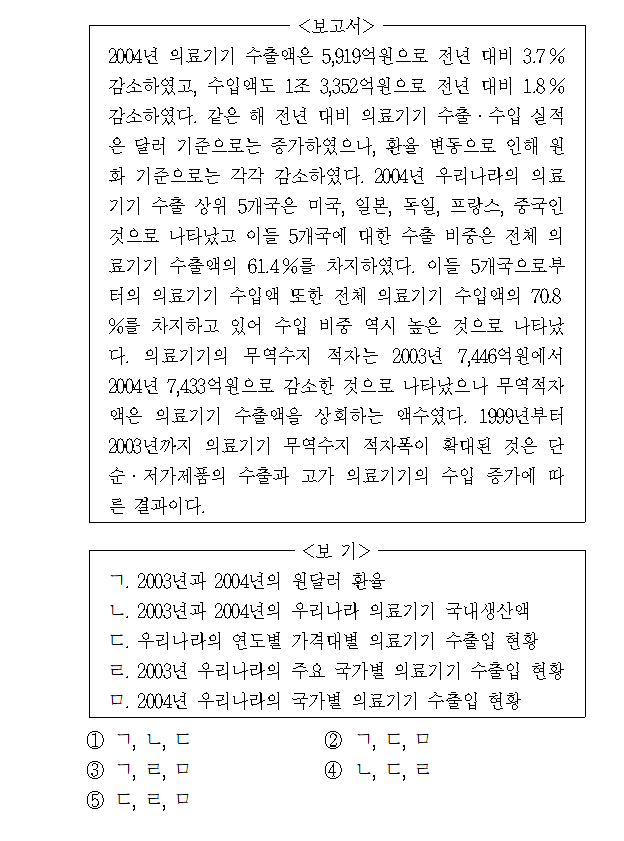 <보고서>
2004년 의료기기 수출액은 5,919억원으로 전년 대비 3.7%
감소하였고, 수입액도 1조 3,352억원으로 전년 대비 1.8%
감소하였다. 같은 해 전년 대비 의료기기 수출·수입 실적
은 달러 기준으로는 증가하였으나, 환율 변동으로 인해 원
화 기준으로는 각각 감소하였다. 2004년 우리나라의 의료
기기 수출 상위 5개국은 미국, 일본, 독일, 프랑스, 중국인
것으로 나타났고 이들 5개국에 대한 수출 비중은 전체 의
료기기 수출액의 61.4%를 차지하였다. 이들 5개국으로부
터의 의료기기 수입액 또한 전체 의료기기 수입액의 70.8
%를 차지하고 있어 수입 비중 역시 높은 것으로 나타났
다. 의료기기의 무역수지 적자는 2003년 7,446억원에서
2004년 7,433억원으로 감소한 것으로 나타났으나 무역적자
액은 의료기기 수출액을 상회하는 액수였다. 1999년부터
2003년까지 의료기기 무역수지 적자폭이 확대된 것은 단
순·저가제품의 수출과 고가 의료기기의 수입 증가에 따
른 결과이다.
<보 기>
ㄱ. 2003년과 2004년의 원달러 환율
ㄴ. 2003년과 2004년의 우리나라 의료기기 국내생산액
ㄷ. 우리나라의 연도별 가격대별 의료기기 수출입 현황
ㄹ. 2003년 우리나라의 주요 국가별 의료기기 수출입 현황
ㅁ. 2004년 우리나라의 국가별 의료기기 수출입 현황
① ㄱ, ㄴ, ㄷ ② ㄱ, ㄷ, ㅁ
③ ㄱ, ㄹ, ㅁ ④ ㄴ, ㄷ, ㄹ
⑤ ㄷ, ㄹ, ㅁ